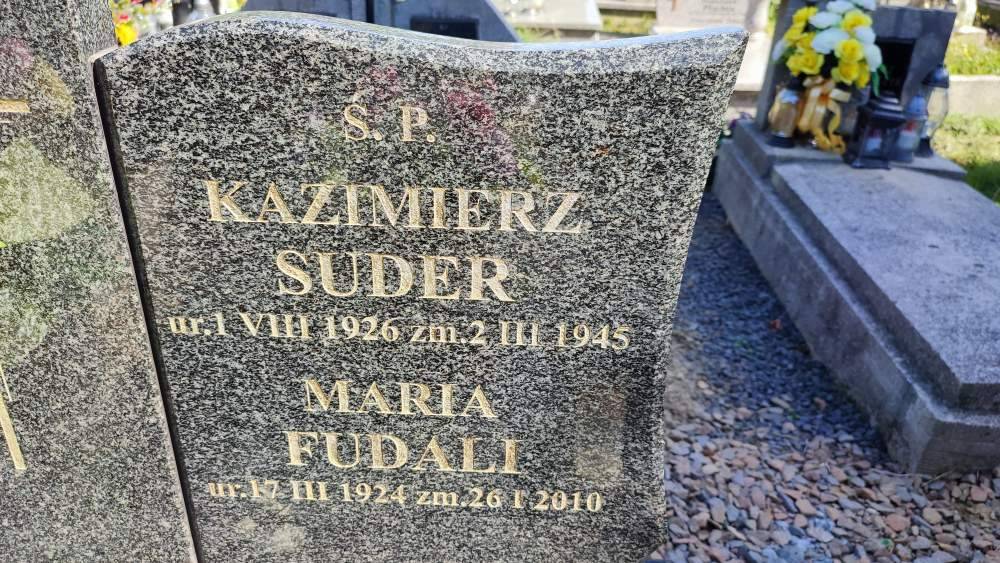 Ś. P.
KAZIMIERZ
SUDER
ur.1 VIII 1926 zm.2 III 1945
MARIA
FUDALI
ur.17 III 1924 zm.26 I 2010